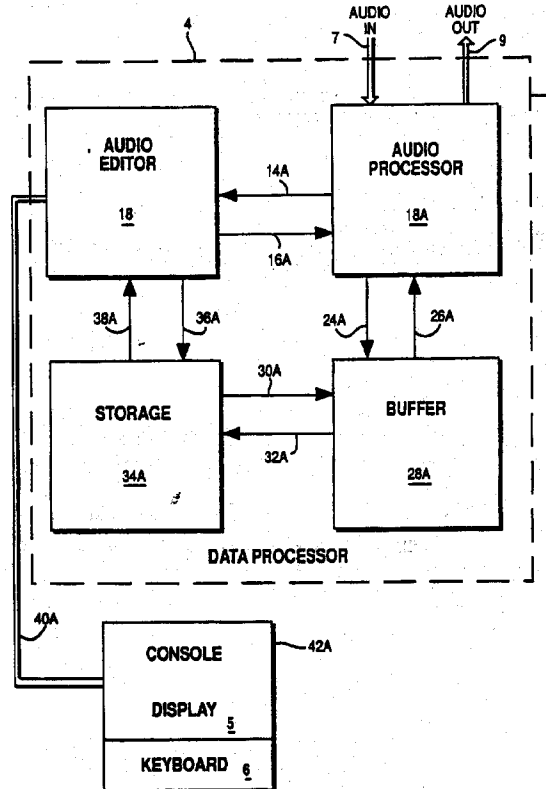 AUDIO IN
AUDIO OUT
4
7
9
AUDIO EDITOR
18
AUDIO PROCESSOR
18A
14A
16A
38A
36A
24A
26A
STORAGE
34A
30A
32A
BUFFER
28A
DATA PROCESSOR
40A
CONSOLE
42A
DISPLAY 5
KEYBOARD 6